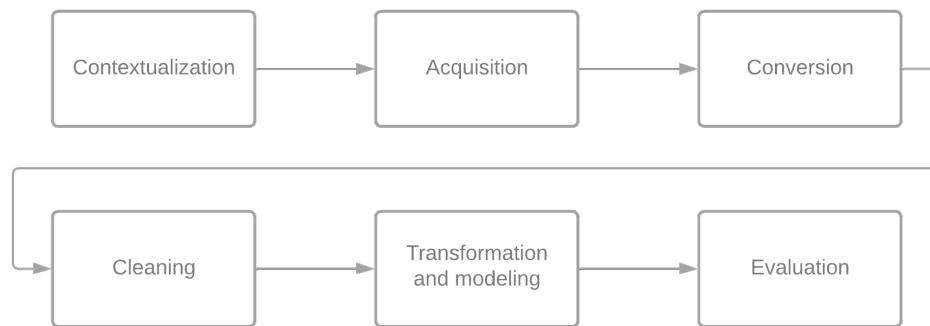 Contextualization
Acquisition
Conversion
Cleaning
Transformation
and modeling
Evaluation